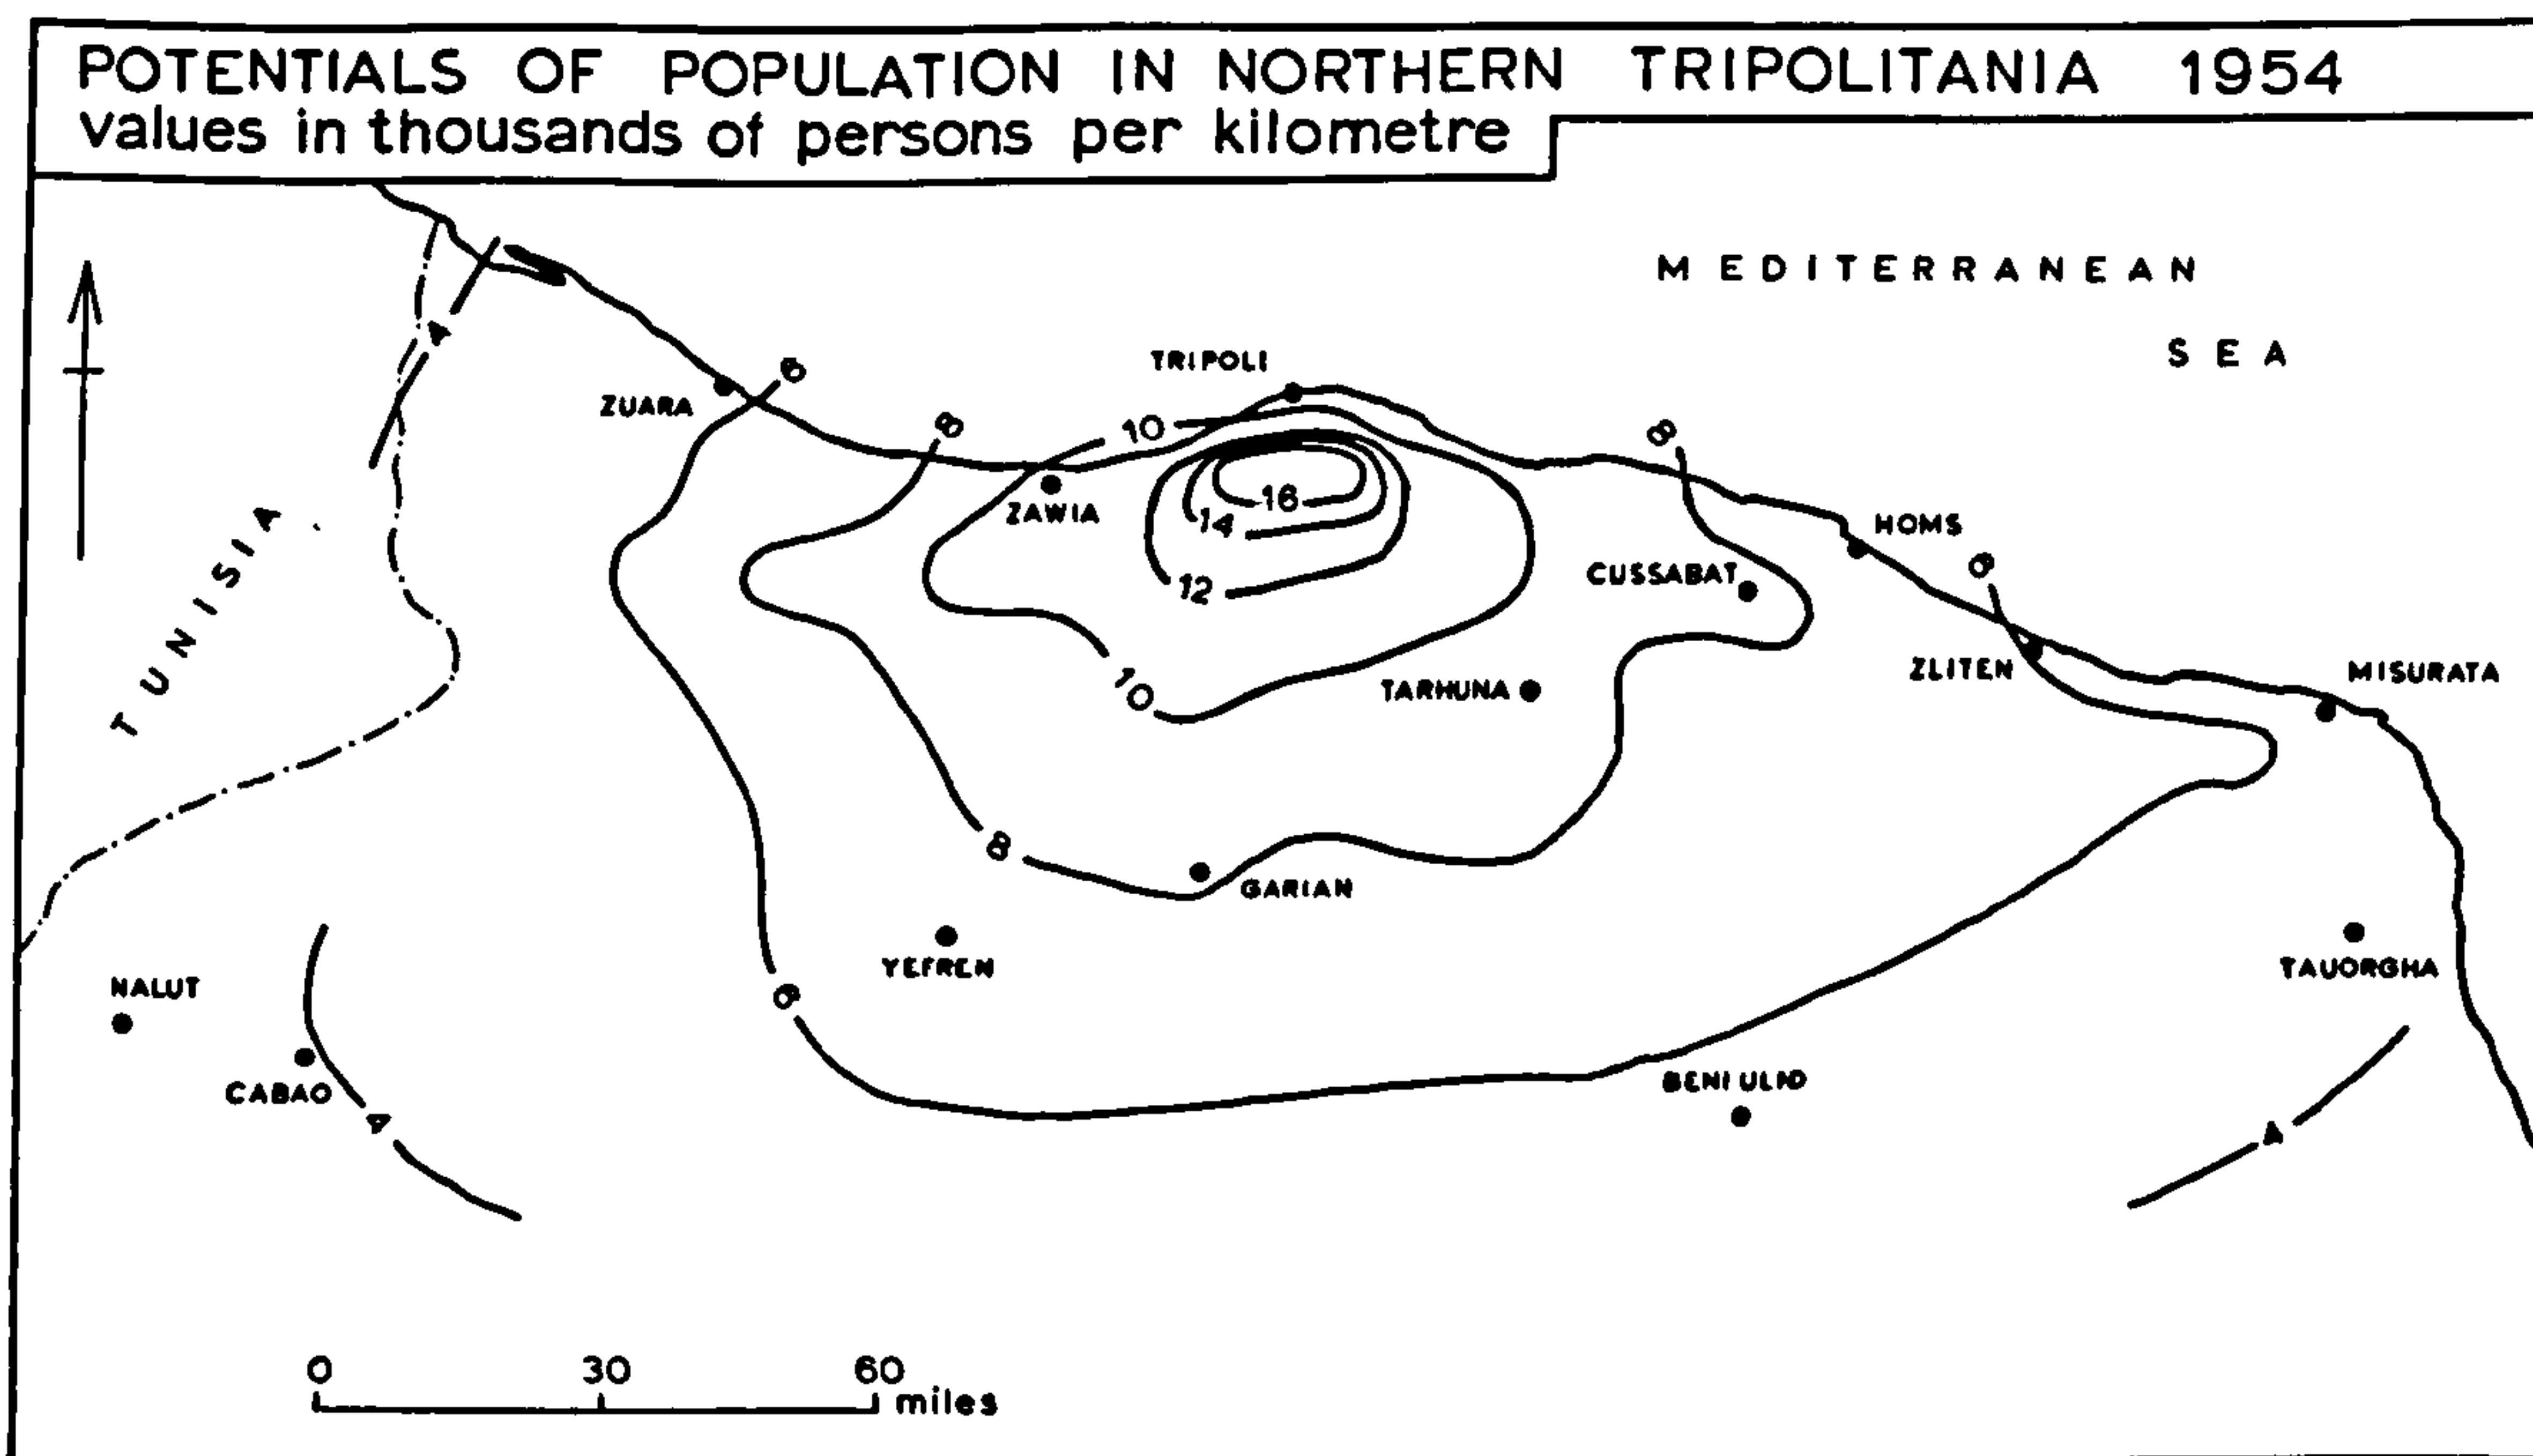 POTENTIALS OF POPULATION IN NORTHERN TRIPOLITANIA 1954
values in thousands of persons per kilometre
MEDITERRANEAN
SEA
4
TRIPOLI
6
ZUARA
8
10
8
ZAWIA
16
14
HOMS
TUNISIA
12
CUSSABAT
6
ZLITEN
MISURATA
10
TARHUNA
8
GARIAN
YEFREN
TAUORGHA
NALUT
6
CABAO
BENI ULID
4
4
0 30 60
miles